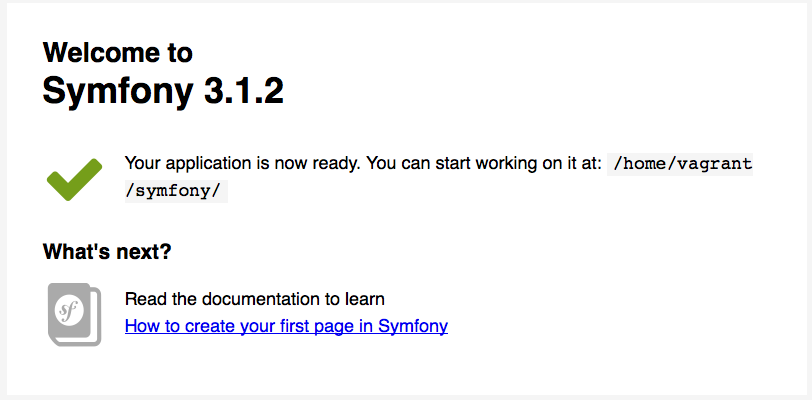 Welcome to
Symfony 3.1.2
Your application is now ready. You can start working on it at: /home/vagrant
/symfony/
What's next?
sf
Read the documentation to learn
How to create your first page in Symfony